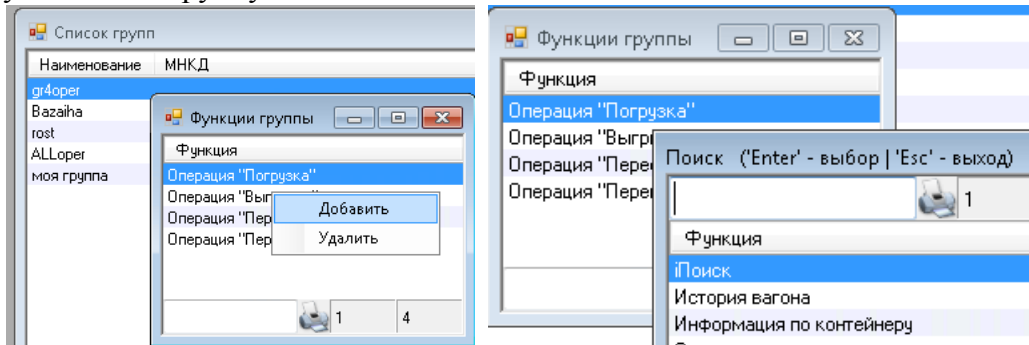 Список групп
Наименование МНКД
gr4oper
Bazaiha
rost
ALLoper
моя группа
Функции группы
Функция
Операция "Погрузка"
Операция "Выг
Операция "Пер
Операция "Пер
Добавить
Удалить
1 4
Функции группы
Функция
Операция "Погрузка"
Операция "Выгр
Операция "Пере
Операция "Пере
Поиск ('Enter' - выбор | 'Esc' - выход)
1
Функция
iПоиск
История вагона
Информация по контейнеру